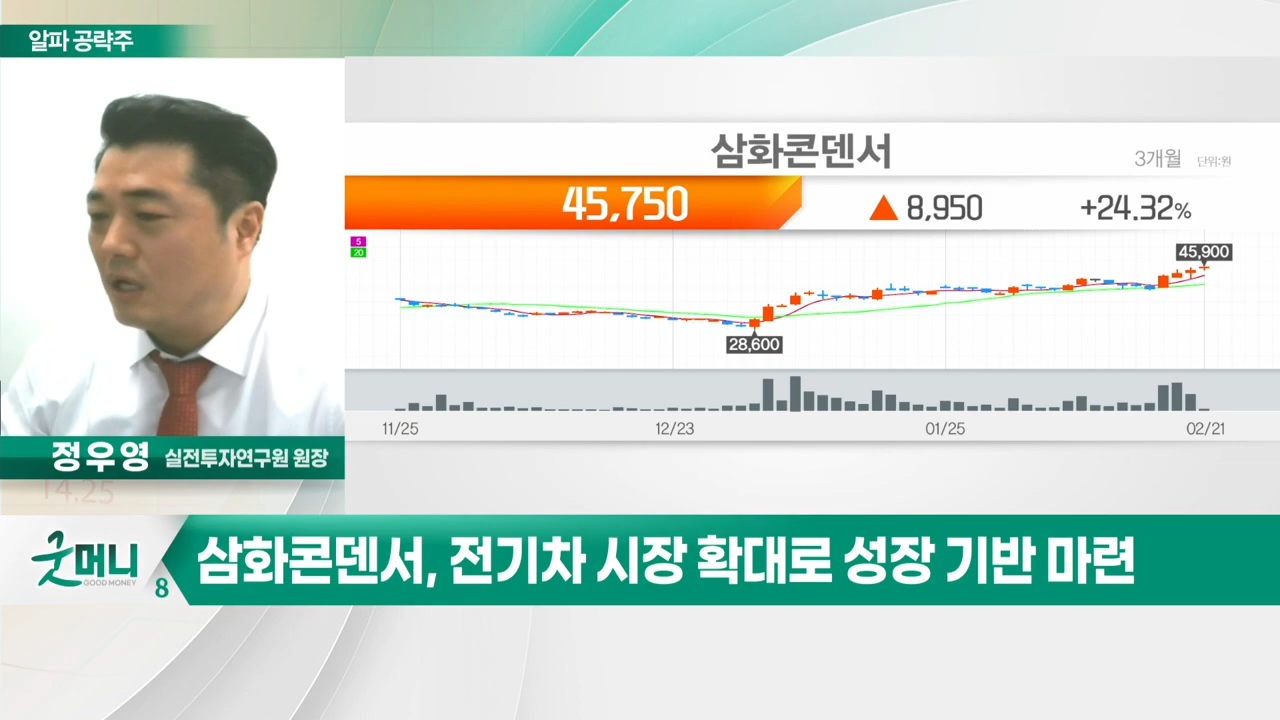 알파 공략주
삼화콘덴서
3개월 단위:원
45,750 ▲ 8,950 +24.32%
5
20
45,900
28,600
11/25 12/23 01/25 02/21
정우영 실전투자연구원 원장
14.25
굿머니
GOOD MONEY
8
삼화콘덴서, 전기차 시장 확대로 성장 기반 마련